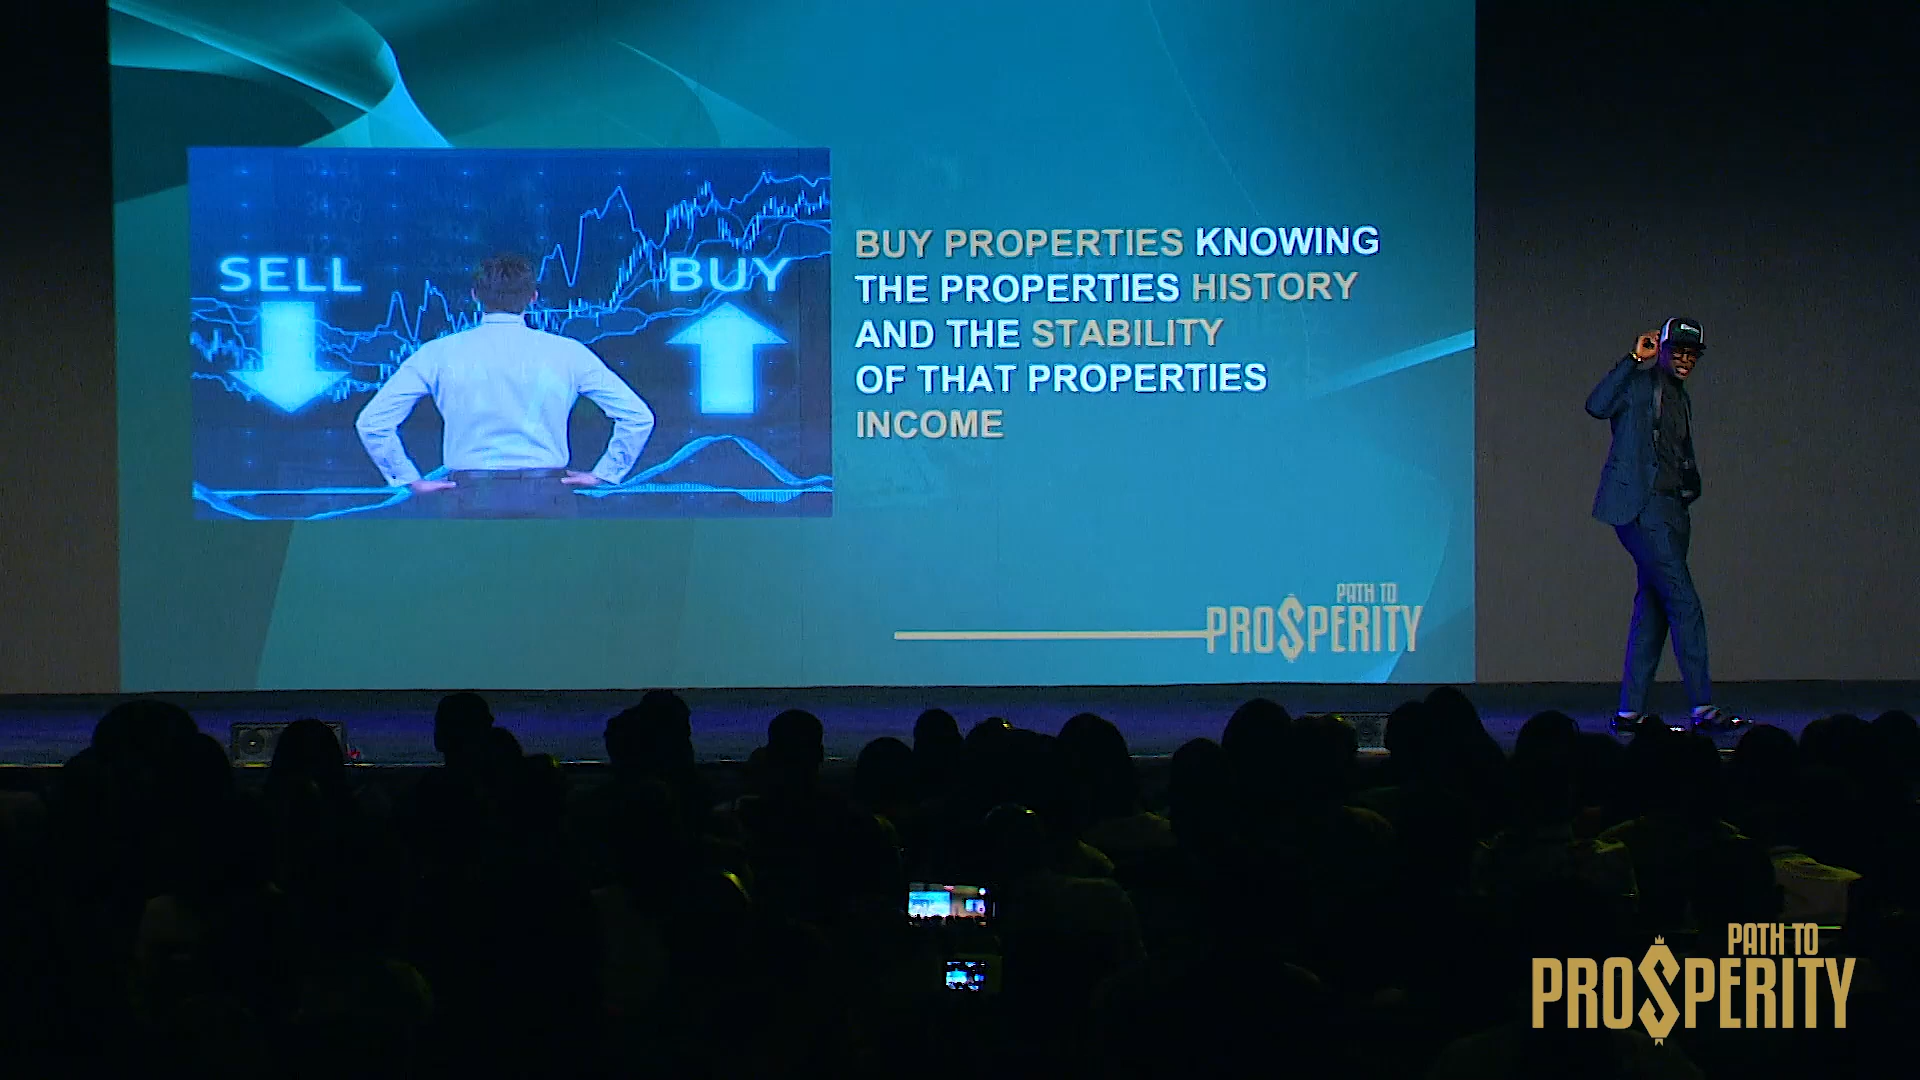 SELL
BUY
BUY PROPERTIES KNOWING
THE PROPERTIES HISTORY
AND THE STABILITY
OF THAT PROPERTIES
INCOME
PATH TO
PRO$PERITY
PATH TO
PRO$PERITY